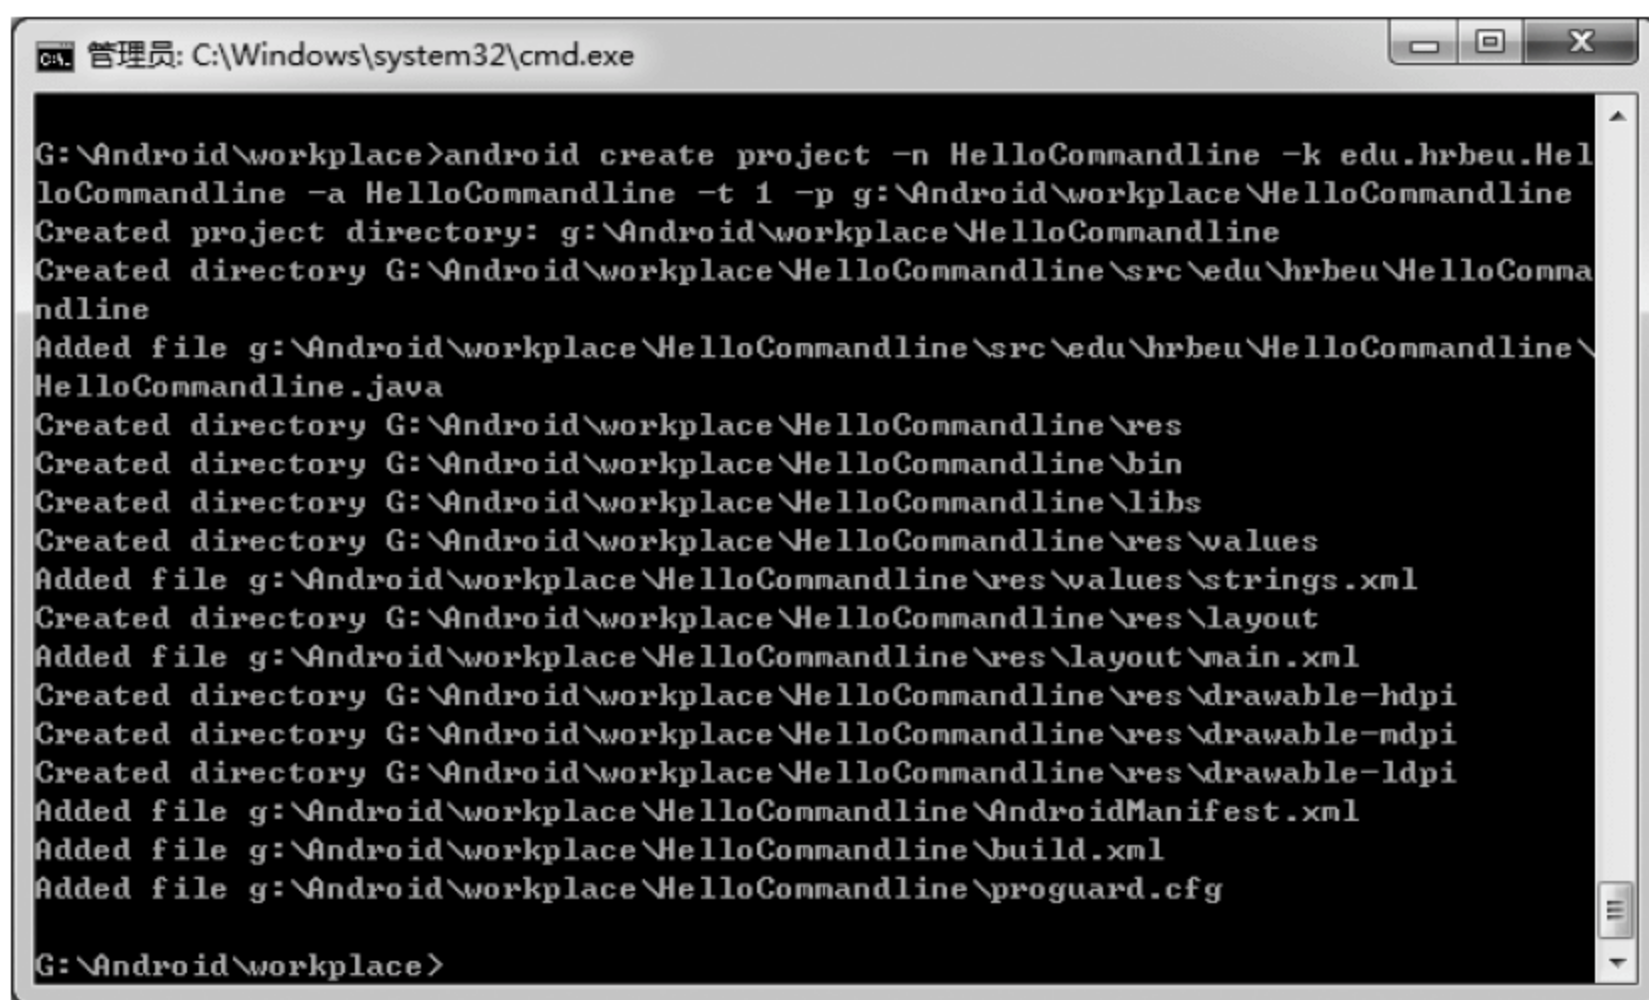 管理员: C:\Windows\system32\cmd.exe
G:\Android\workplace>android create project -n HelloCommandline -k edu.hrbeu.Hel
loCommandline -a HelloCommandline -t 1 -p g:\Android\workplace\HelloCommandline
Created project directory: g:\Android\workplace\HelloCommandline
Created directory G:\Android\workplace\HelloCommandline\src\edu\hrbeu\HelloComma
ndline
Added file g:\Android\workplace\HelloCommandline\src\edu\hrbeu\HelloCommandline\
HelloCommandline.java
Created directory G:\Android\workplace\HelloCommandline\res
Created directory G:\Android\workplace\HelloCommandline\bin
Created directory G:\Android\workplace\HelloCommandline\libs
Created directory G:\Android\workplace\HelloCommandline\res\values
Added file g:\Android\workplace\HelloCommandline\res\values\strings.xml
Created directory G:\Android\workplace\HelloCommandline\res\layout
Added file g:\Android\workplace\HelloCommandline\res\layout\main.xml
Created directory G:\Android\workplace\HelloCommandline\res\drawable-hdpi
Created directory G:\Android\workplace\HelloCommandline\res\drawable-mdpi
Created directory G:\Android\workplace\HelloCommandline\res\drawable-ldpi
Added file g:\Android\workplace\HelloCommandline\AndroidManifest.xml
Added file g:\Android\workplace\HelloCommandline\build.xml
Added file g:\Android\workplace\HelloCommandline\proguard.cfg
G:\Android\workplace>